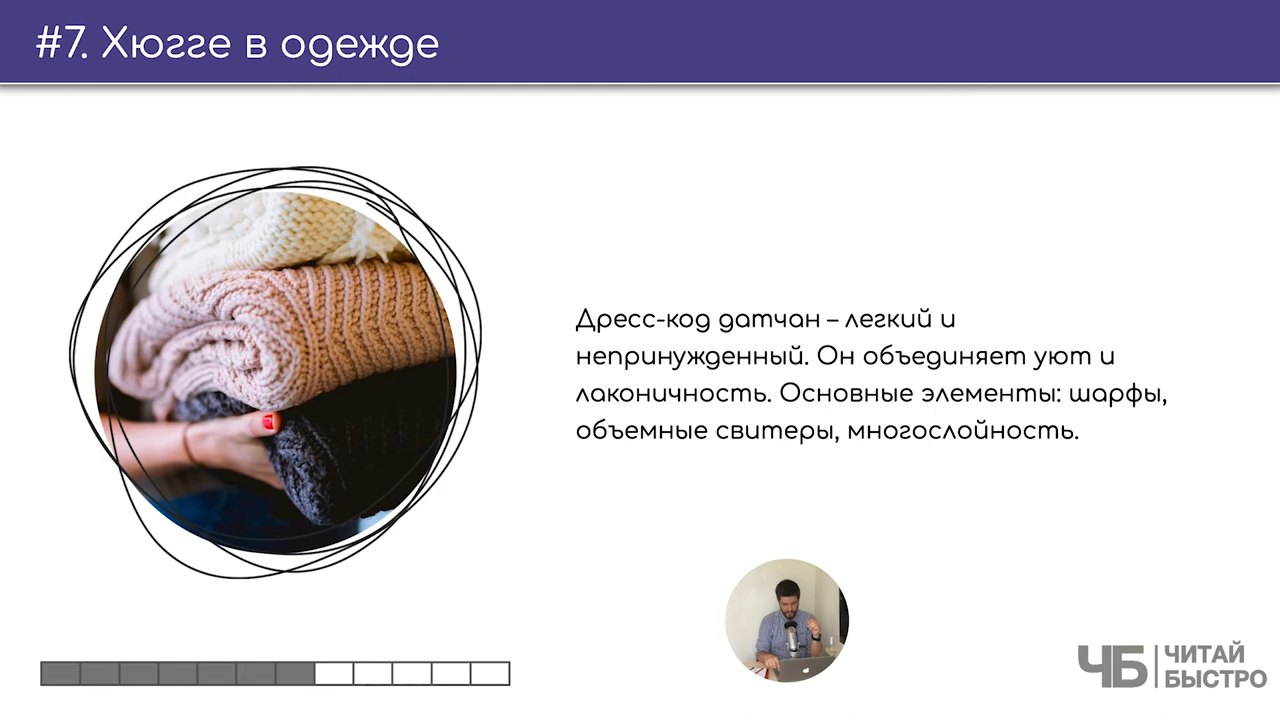 #7. Хюгге в одежде
Дресс-код датчан – легкий и
непринужденный. Он объединяет уют и
лаконичность. Основные элементы: шарфы,
объемные свитеры, многослойность.
ЧБ
ЧИТАЙ
БЫСТРО